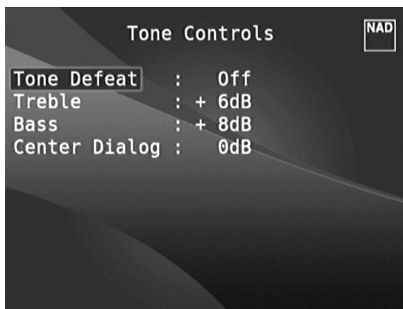 Tone Controls
NAD
Tone Defeat : Off
Treble : + 6dB
Bass : + 8dB
Center Dialog : 0dB